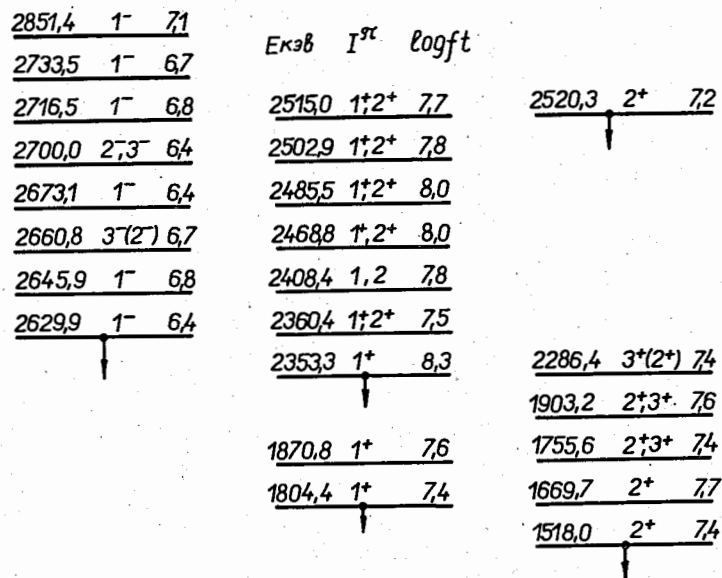 2851,4 1⁻ 7,1
2733,5 1⁻ 6,7
2716,5 1⁻ 6,8
2700,0 2⁻,3⁻ 6,4
2673,1 1⁻ 6,4
2660,8 3⁻(2⁻) 6,7
2645,9 1⁻ 6,8
2629,9 1⁻ 6,4
Eкэв I^π logft
2515,0 1⁺,2⁺ 7,7
2502,9 1⁺,2⁺ 7,8
2485,5 1⁺,2⁺ 8,0
2468,8 1⁺,2⁺ 8,0
2408,4 1,2 7,8
2360,4 1⁺,2⁺ 7,5
2353,3 1⁺ 8,3
1870,8 1⁺ 7,6
1804,4 1⁺ 7,4
2520,3 2⁺ 7,2
2286,4 3⁺(2⁺) 7,4
1903,2 2⁺,3⁺ 7,6
1755,6 2⁺,3⁺ 7,4
1669,7 2⁺ 7,7
1518,0 2⁺ 7,4